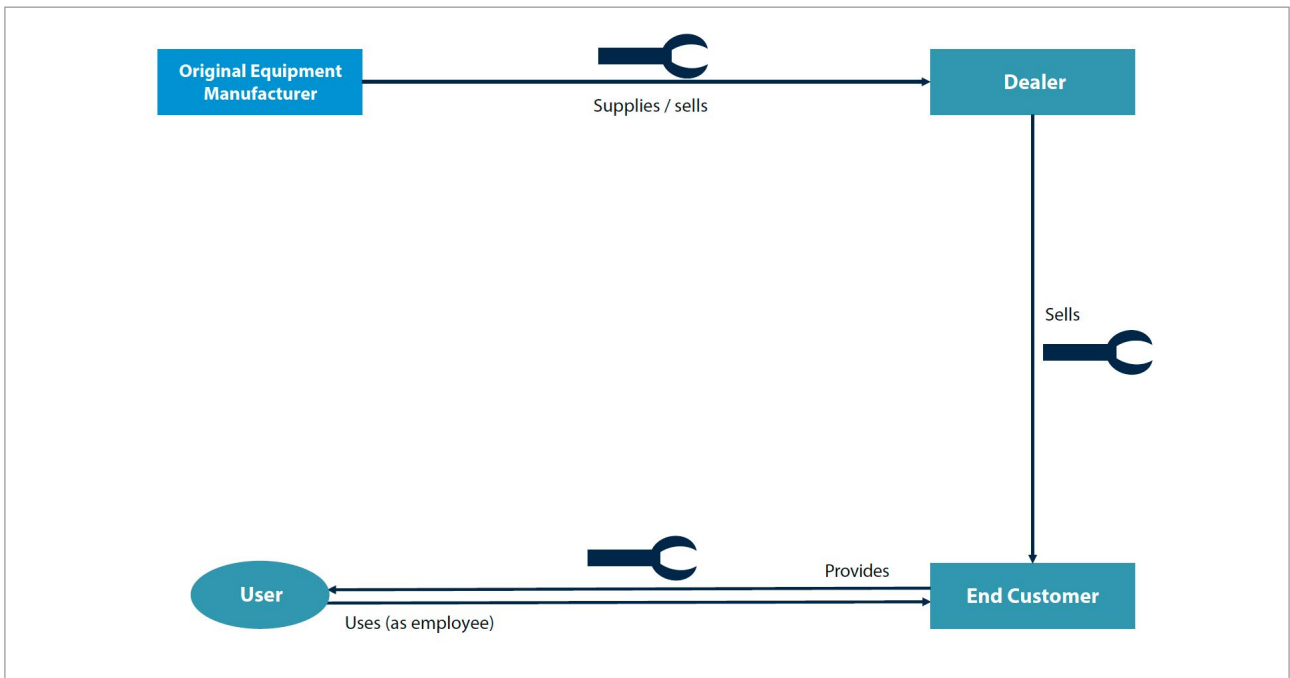 Original Equipment
Manufacturer
Supplies / sells
Dealer
Sells
Provides
User
End Customer
Uses (as employee)